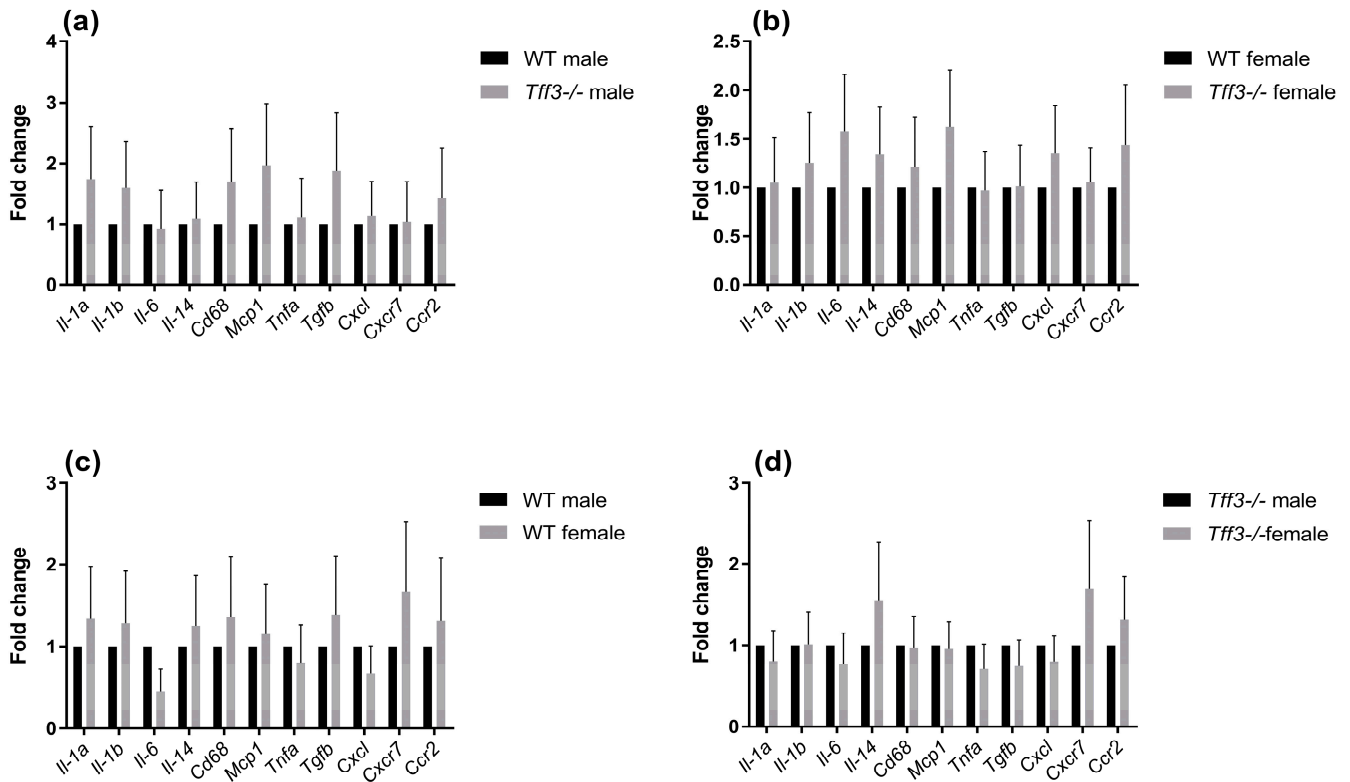 (a)
4
3
2
1
0
Fold change
WT male
Tff3-/- male
Il-1a Il-1b Il-6 Il-14 Cd68 Mcp1 Tnfa Tgfb Cxcl Cxcr7 Ccr2
(b)
2.5
2.0
1.5
1.0
0.5
0.0
Fold change
WT female
Tff3-/- female
Il-1a Il-1b Il-6 Il-14 Cd68 Mcp1 Tnfa Tgfb Cxcl Cxcr7 Ccr2
(c)
3
2
1
0
Fold change
WT male
WT female
Il-1a Il-1b Il-6 Il-14 Cd68 Mcp1 Tnfa Tgfb Cxcl Cxcr7 Ccr2
(d)
3
2
1
0
Fold change
Tff3-/- male
Tff3-/-female
Il-1a Il-1b Il-6 Il-14 Cd68 Mcp1 Tnfa Tgfb Cxcl Cxcr7 Ccr2